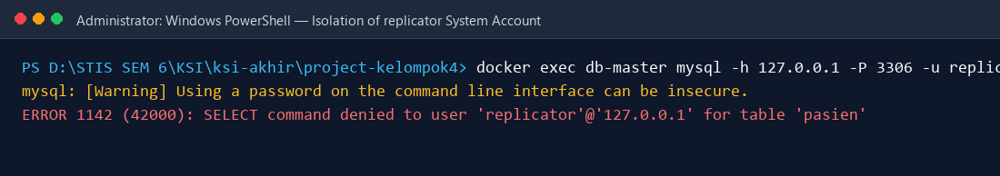 Administrator: Windows PowerShell — Isolation of replicator System Account
PS D:\STIS SEM 6\KSI\ksi-akhir\project-kelompok4> docker exec db-master mysql -h 127.0.0.1 -P 3306 -u replic
mysql: [Warning] Using a password on the command line interface can be insecure.
ERROR 1142 (42000): SELECT command denied to user 'replicator'@'127.0.0.1' for table 'pasien'